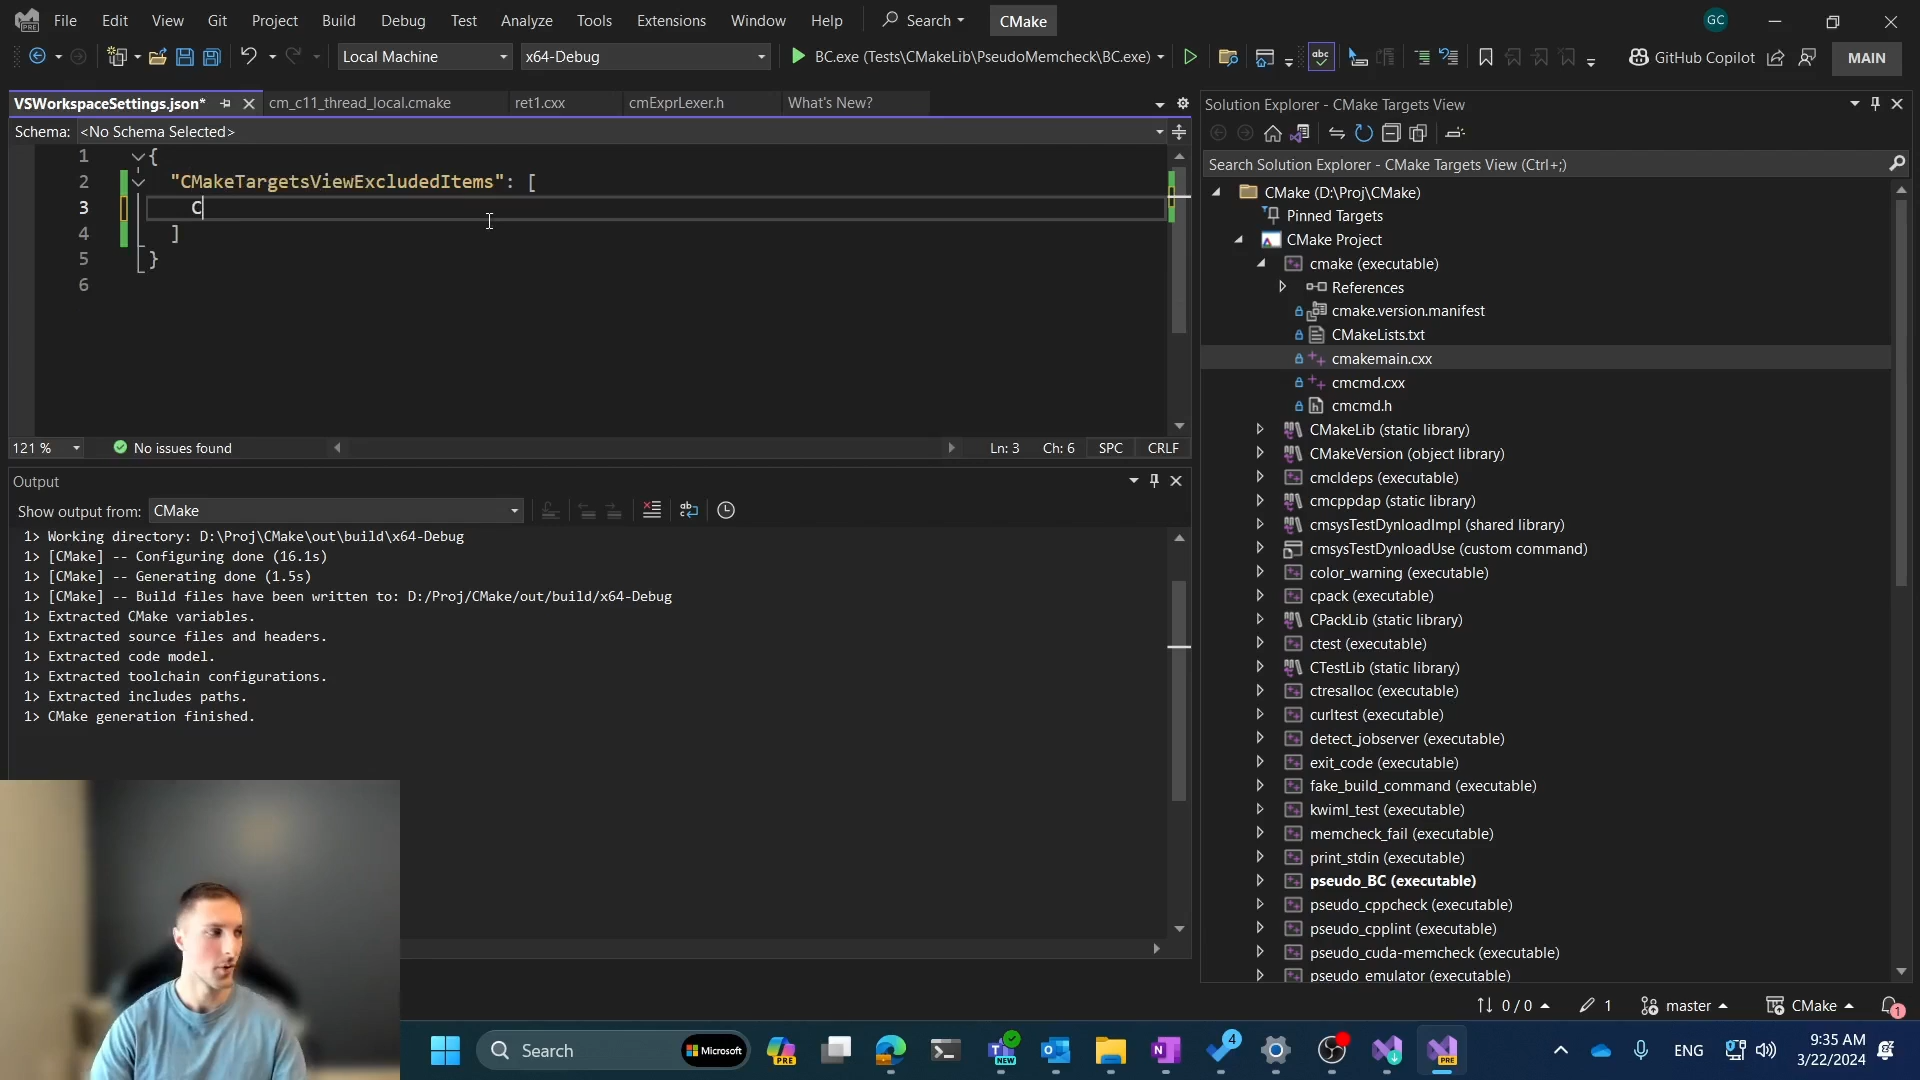 File Edit View Git Project Build Debug Test Analyze Tools Extensions Window Help Search CMake GC
Local Machine x64-Debug BC.exe (Tests\CMakeLib\PseudoMemcheck\BC.exe) abc GitHub Copilot MAIN
VSWorkspaceSettings.json* cm_c11_thread_local.cmake ret1.cxx cmExprLexer.h What's New?
Schema: <No Schema Selected>
1 {
2 "CMakeTargetsViewExcludedItems": [
3 C
4 ]
5 }
6
121 % No issues found Ln: 3 Ch: 6 SPC CRLF
Output
Show output from: CMake
1> Working directory: D:\Proj\CMake\out\build\x64-Debug
1> [CMake] -- Configuring done (16.1s)
1> [CMake] -- Generating done (1.5s)
1> [CMake] -- Build files have been written to: D:/Proj/CMake/out/build/x64-Debug
1> Extracted CMake variables.
1> Extracted source files and headers.
1> Extracted code model.
1> Extracted toolchain configurations.
1> Extracted includes paths.
1> CMake generation finished.
Solution Explorer - CMake Targets View
Search Solution Explorer - CMake Targets View (Ctrl+;)
CMake (D:\Proj\CMake)
Pinned Targets
CMake Project
cmake (executable)
References
cmake.version.manifest
CMakeLists.txt
cmakemain.cxx
cmcmd.cxx
cmcmd.h
CMakeLib (static library)
CMakeVersion (object library)
cmcldeps (executable)
cmcppdap (static library)
cmsysTestDynloadImpl (shared library)
cmsysTestDynloadUse (custom command)
color_warning (executable)
cpack (executable)
CPackLib (static library)
ctest (executable)
CTestLib (static library)
ctresalloc (executable)
curltest (executable)
detect_jobserver (executable)
exit_code (executable)
fake_build_command (executable)
kwiml_test (executable)
memcheck_fail (executable)
print_stdin (executable)
pseudo_BC (executable)
pseudo_cppcheck (executable)
pseudo_cpplint (executable)
pseudo_cuda-memcheck (executable)
pseudo_emulator (executable)
0 / 0 1 master CMake 1
Search Microsoft PRE NEW 4 PRE ENG 9:35 AM
3/22/2024